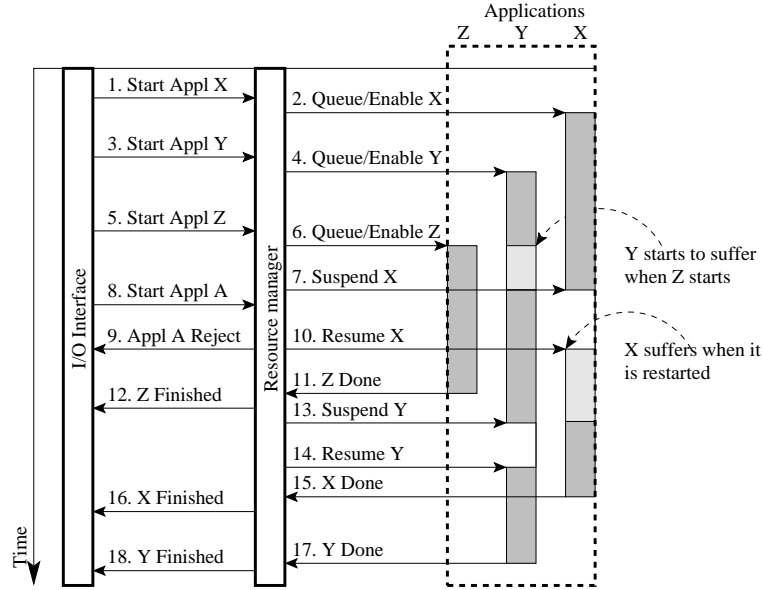 Applications
Z Y X
1. Start Appl X
2. Queue/Enable X
3. Start Appl Y
4. Queue/Enable Y
5. Start Appl Z
6. Queue/Enable Z
Y starts to suffer
when Z starts
7. Suspend X
8. Start Appl A
9. Appl A Reject
10. Resume X
X suffers when it
is restarted
11. Z Done
12. Z Finished
13. Suspend Y
14. Resume Y
15. X Done
16. X Finished
17. Y Done
18. Y Finished
I/O Interface
Resource manager
Time